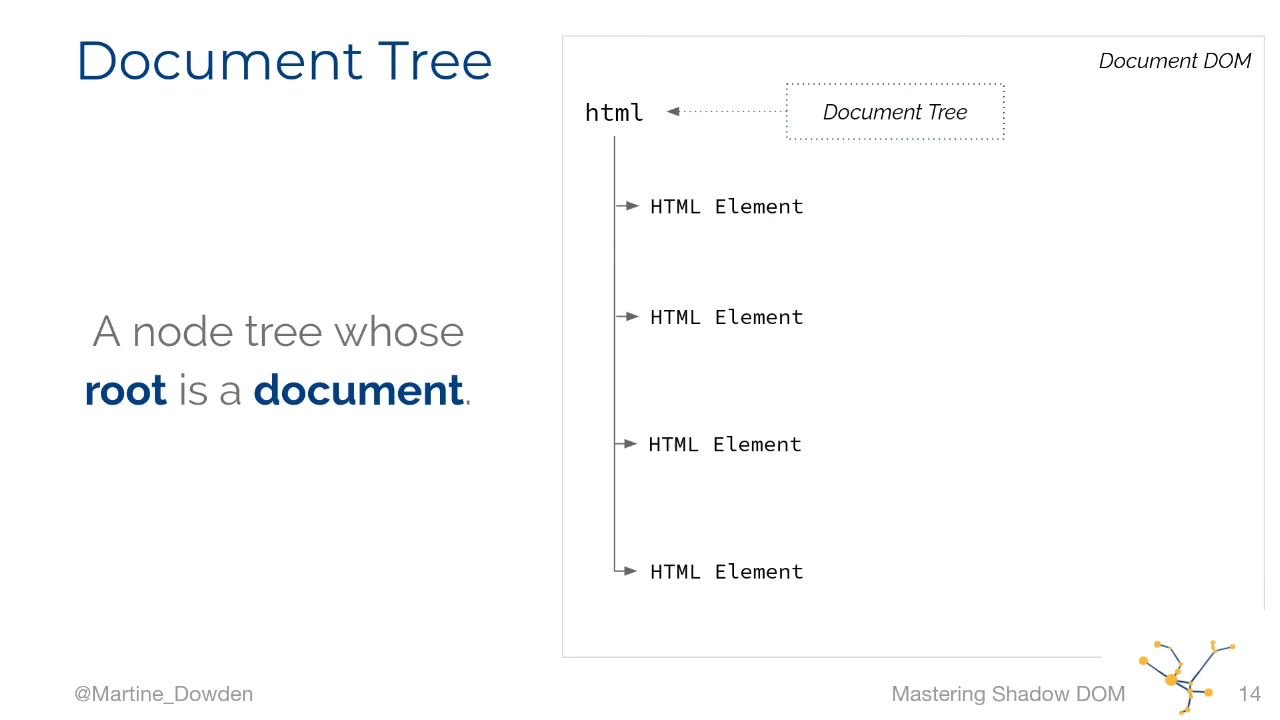 Document Tree
A node tree whose
root is a document.
Document DOM
html
Document Tree
HTML Element
HTML Element
HTML Element
HTML Element
@Martine_Dowden
Mastering Shadow DOM
14